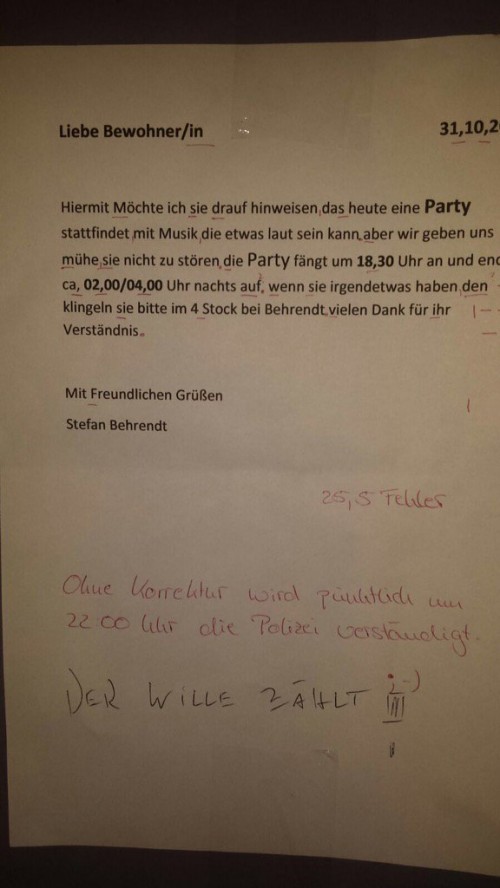 Liebe Bewohner/in 31,10,2
Hiermit Möchte ich sie drauf hinweisen,das heute eine Party
stattfindet mit Musik,die etwas laut sein kann,aber wir geben uns
mühe,sie nicht zu stören,die Party fängt um 18,30 Uhr an und end
ca, 02,00/04,00 Uhr nachts auf, wenn sie irgendetwas haben,den
klingeln sie bitte im 4 Stock bei Behrendt,vielen Dank für ihr
Verständnis.
Mit Freundlichen Grüßen
Stefan Behrendt
25,5 Fehler
Ohne Korrektur wird pünktlich um
22:00 Uhr die Polizei verständigt.
DER WILLE ZÄHLT ;-)